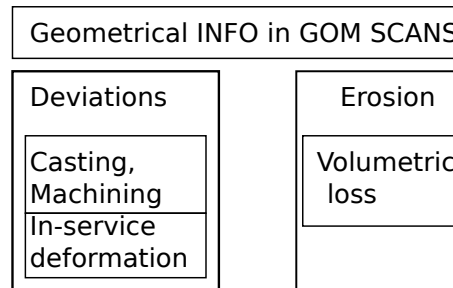 Geometrical INFO in GOM SCANS
Deviations
Erosion
Casting,
Machining
In-service
deformation
Volumetric
loss